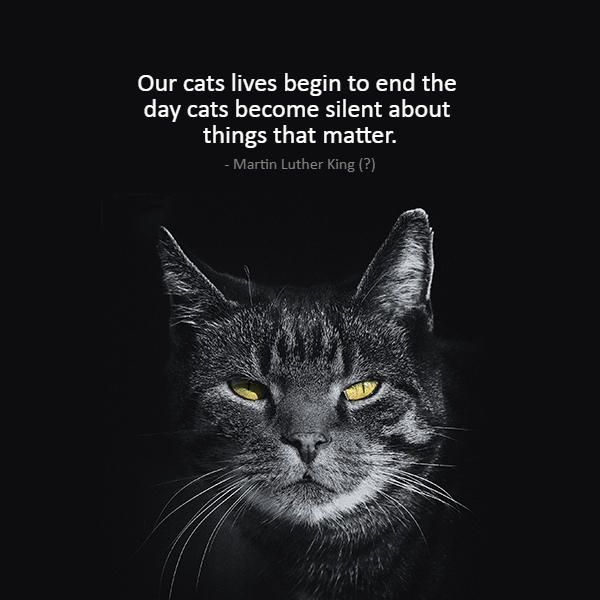 Our cats lives begin to end the
day cats become silent about
things that matter.
- Martin Luther King (?)